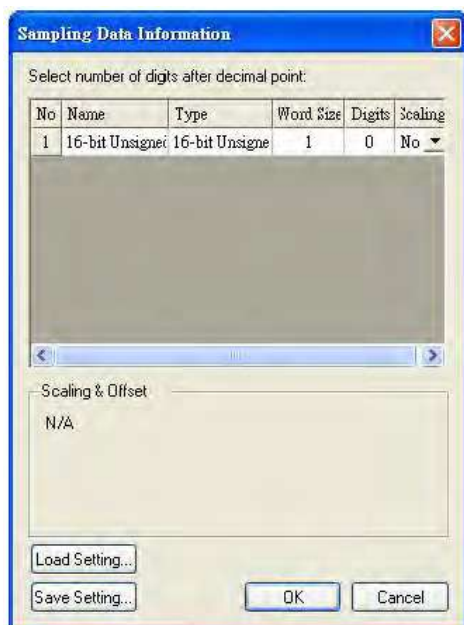 Sampling Data Information
Select number of digits after decimal point:
No Name Type Word Size Digits Scaling
1 16-bit Unsigned 16-bit Unsigne 1 0 No
Scaling & Offset
N/A
Load Setting...
Save Setting... OK Cancel